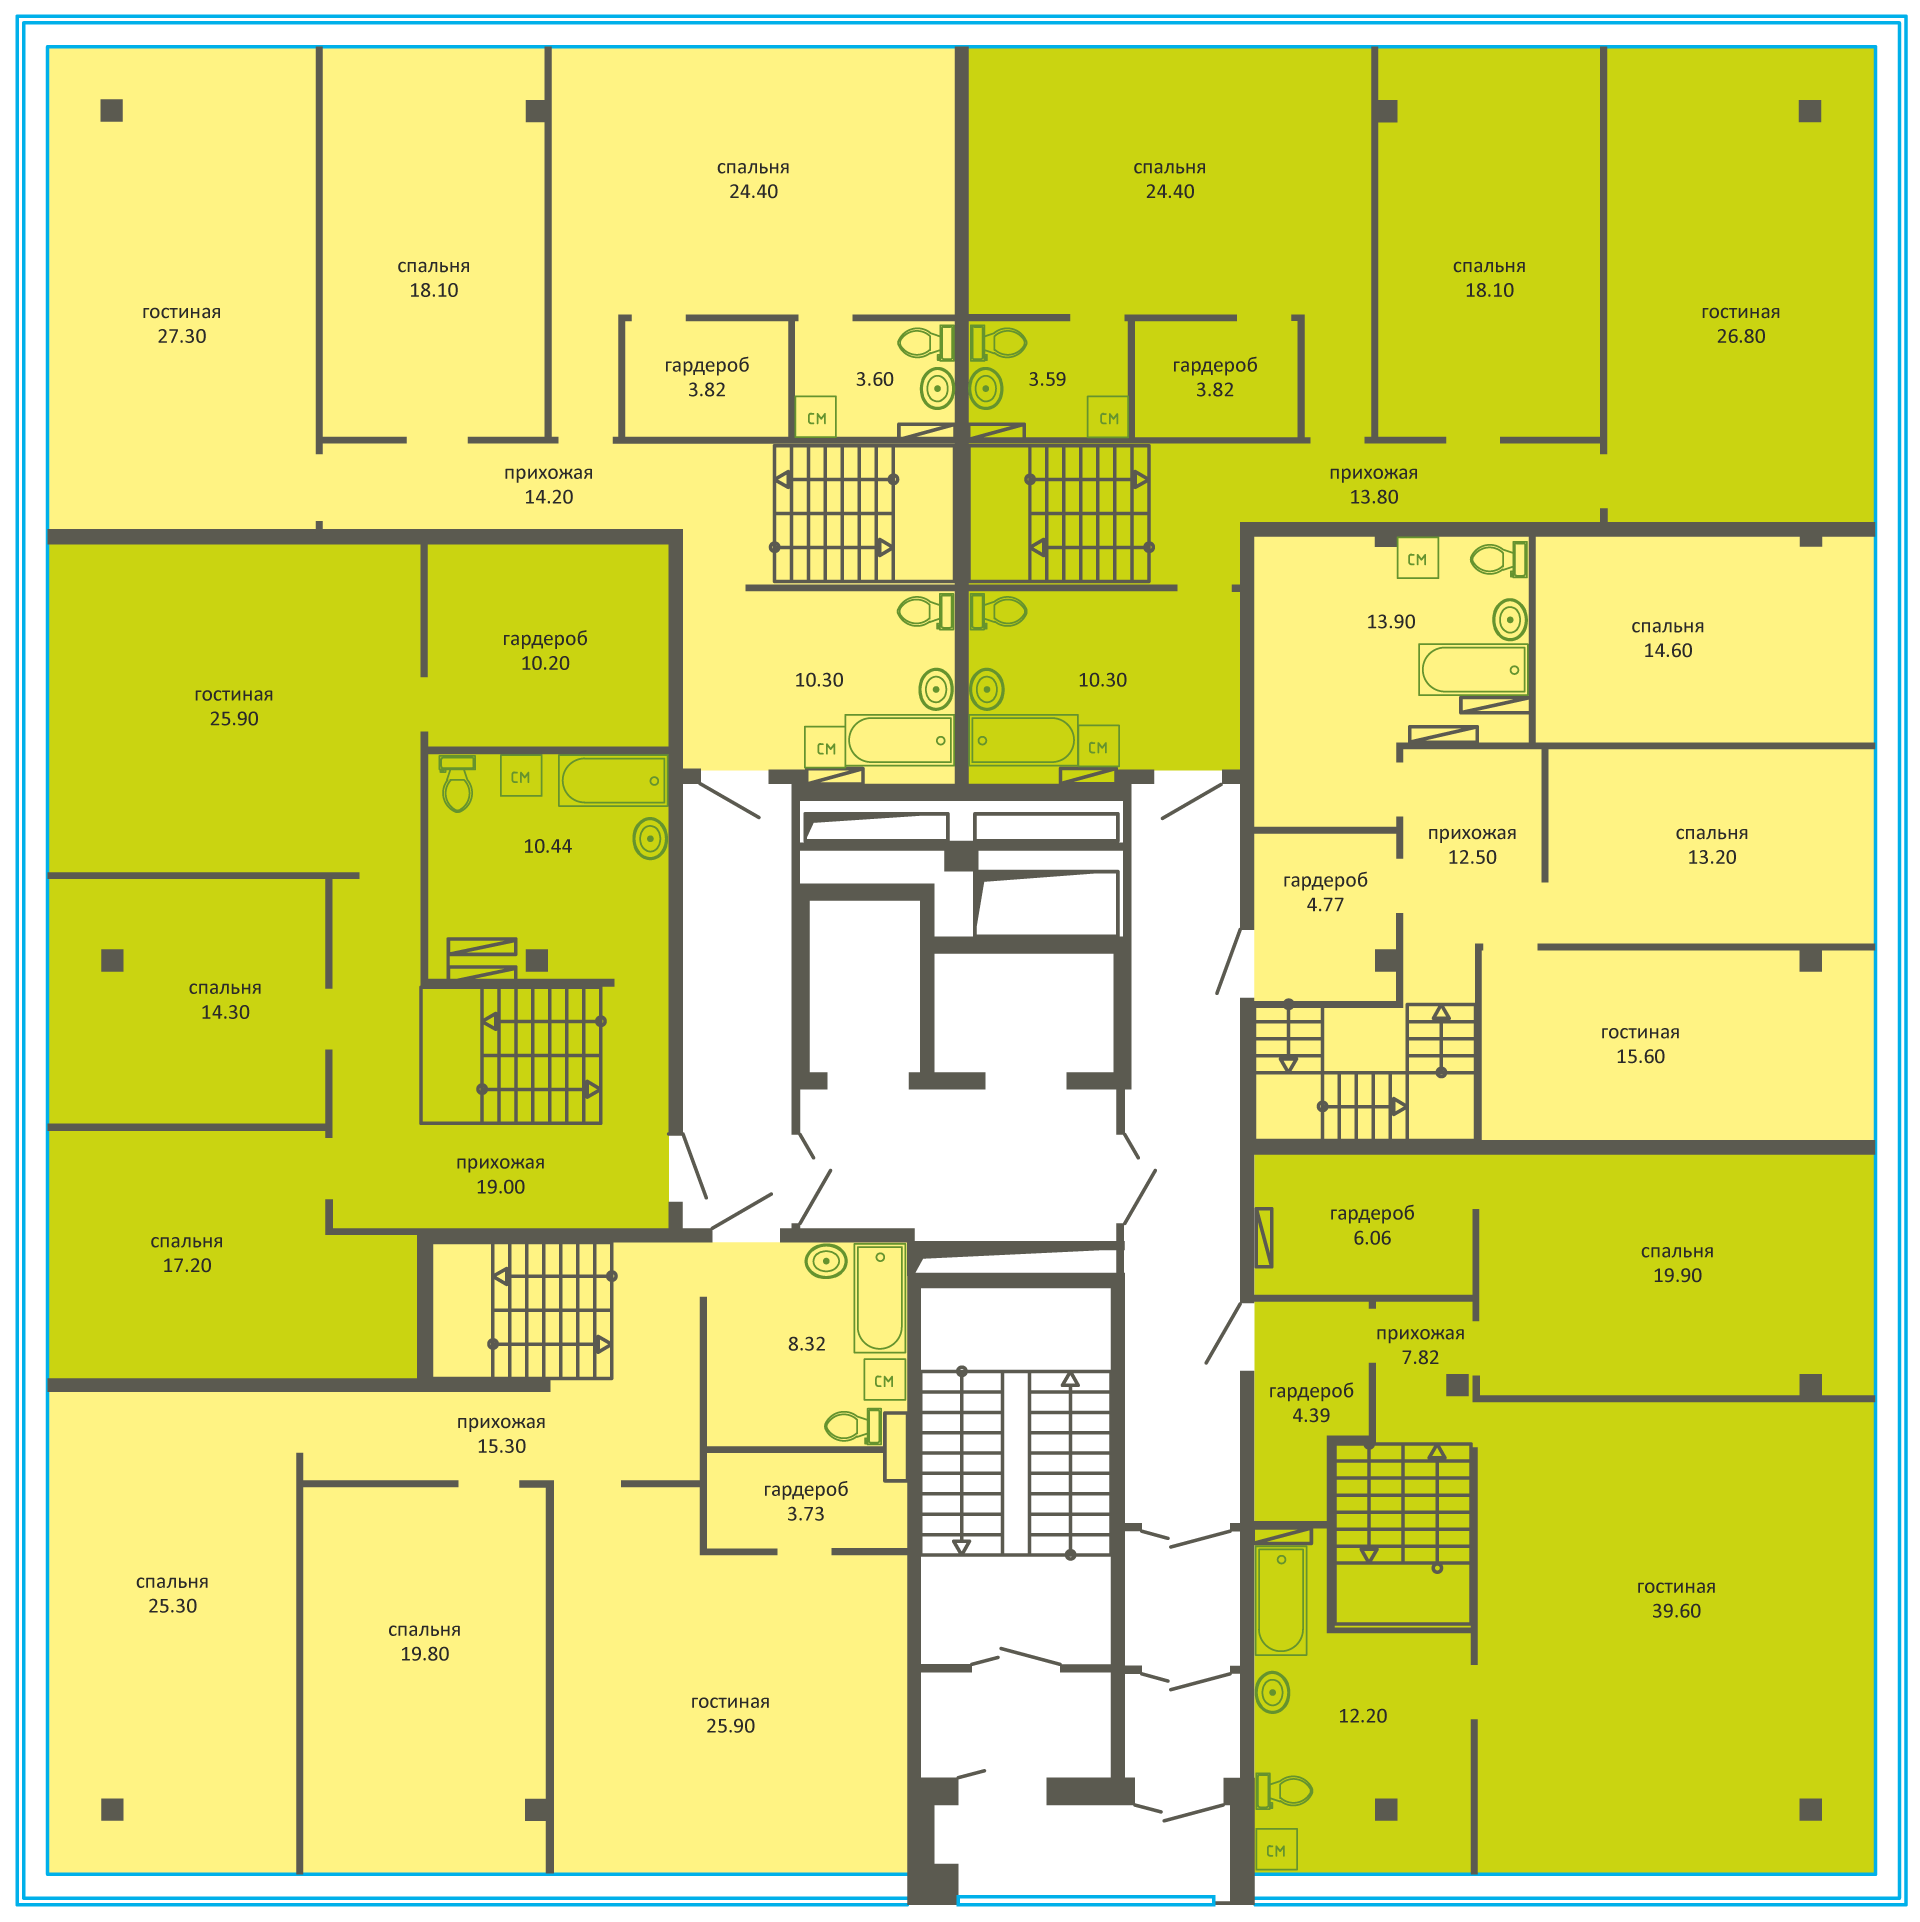 спальня
24.40
спальня
24.40
спальня
18.10
спальня
18.10
гостиная
27.30
гостиная
26.80
гардероб
3.82
3.60
3.59
гардероб
3.82
СМ
СМ
прихожая
14.20
прихожая
13.80
СМ
13.90
спальня
14.60
гардероб
10.20
гостиная
25.90
10.30
10.30
СМ
СМ
СМ
10.44
прихожая
12.50
спальня
13.20
гардероб
4.77
спальня
14.30
гостиная
15.60
прихожая
19.00
гардероб
6.06
спальня
17.20
спальня
19.90
8.32
прихожая
7.82
СМ
гардероб
4.39
прихожая
15.30
гардероб
3.73
спальня
25.30
гостиная
39.60
спальня
19.80
гостиная
25.90
12.20
СМ